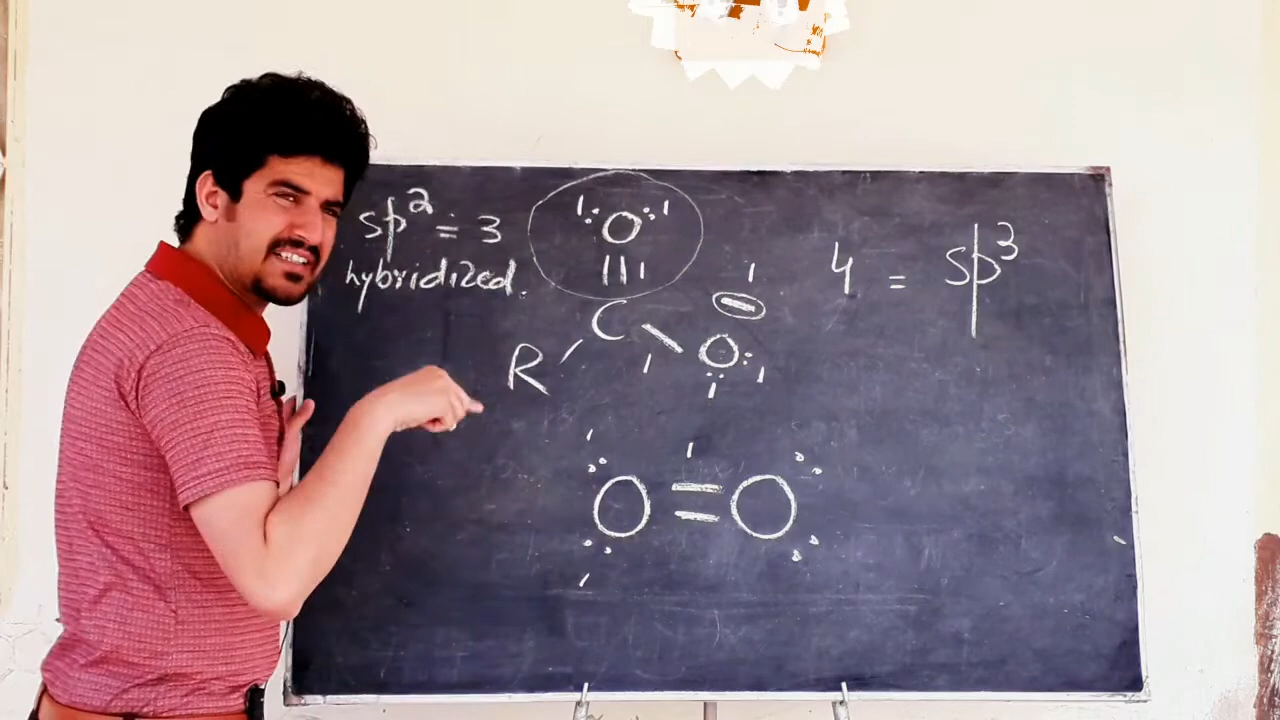 sp² = 3
hybridized.
4 = sp³
O
C
R O
O = O